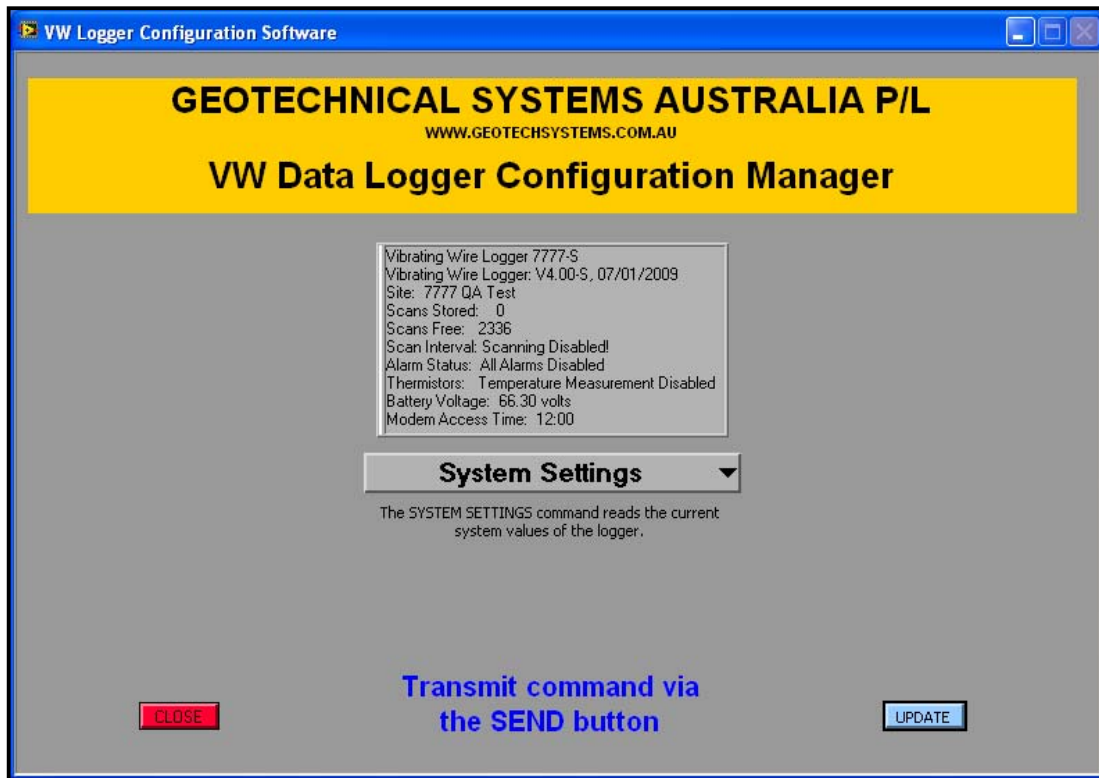 VW Logger Configuration Software
GEOTECHNICAL SYSTEMS AUSTRALIA P/L
WWW.GEOTECHSYSTEMS.COM.AU
VW Data Logger Configuration Manager
Vibrating Wire Logger 7777-S
Vibrating Wire Logger: V4.00-S, 07/01/2009
Site: 7777 QA Test
Scans Stored: 0
Scans Free: 2336
Scan Interval: Scanning Disabled!
Alarm Status: All Alarms Disabled
Thermistors: Temperature Measurement Disabled
Battery Voltage: 66.30 volts
Modem Access Time: 12:00
System Settings
The SYSTEM SETTINGS command reads the current
system values of the logger.
Transmit command via
the SEND button
CLOSE
UPDATE